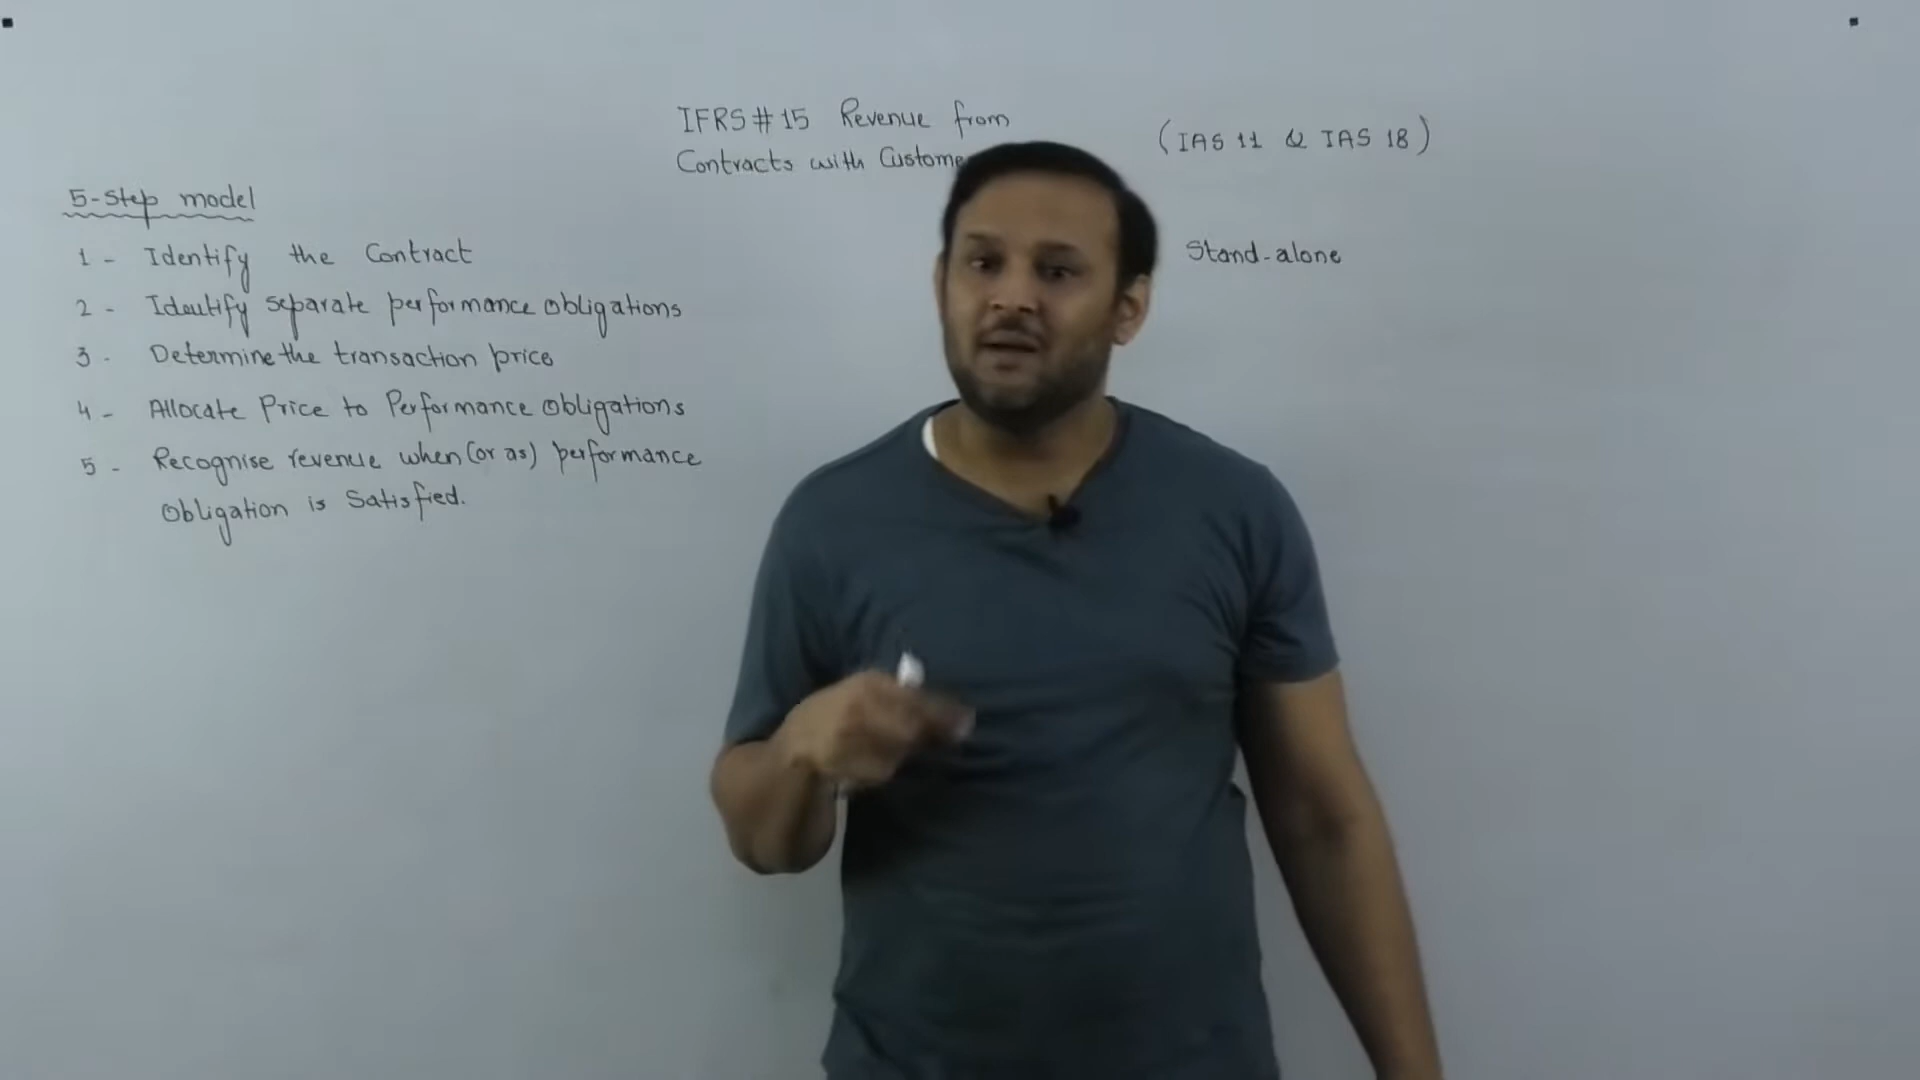 IFRS # 15 Revenue from
Contracts with Custome
(IAS 11 & IAS 18)
5-Step model
1- Identify the Contract
2- Identify separate performance obligations
3- Determine the transaction price
4- Allocate Price to Performance obligations
5- Recognise revenue when (or as) performance
obligation is Satisfied.
Stand-alone